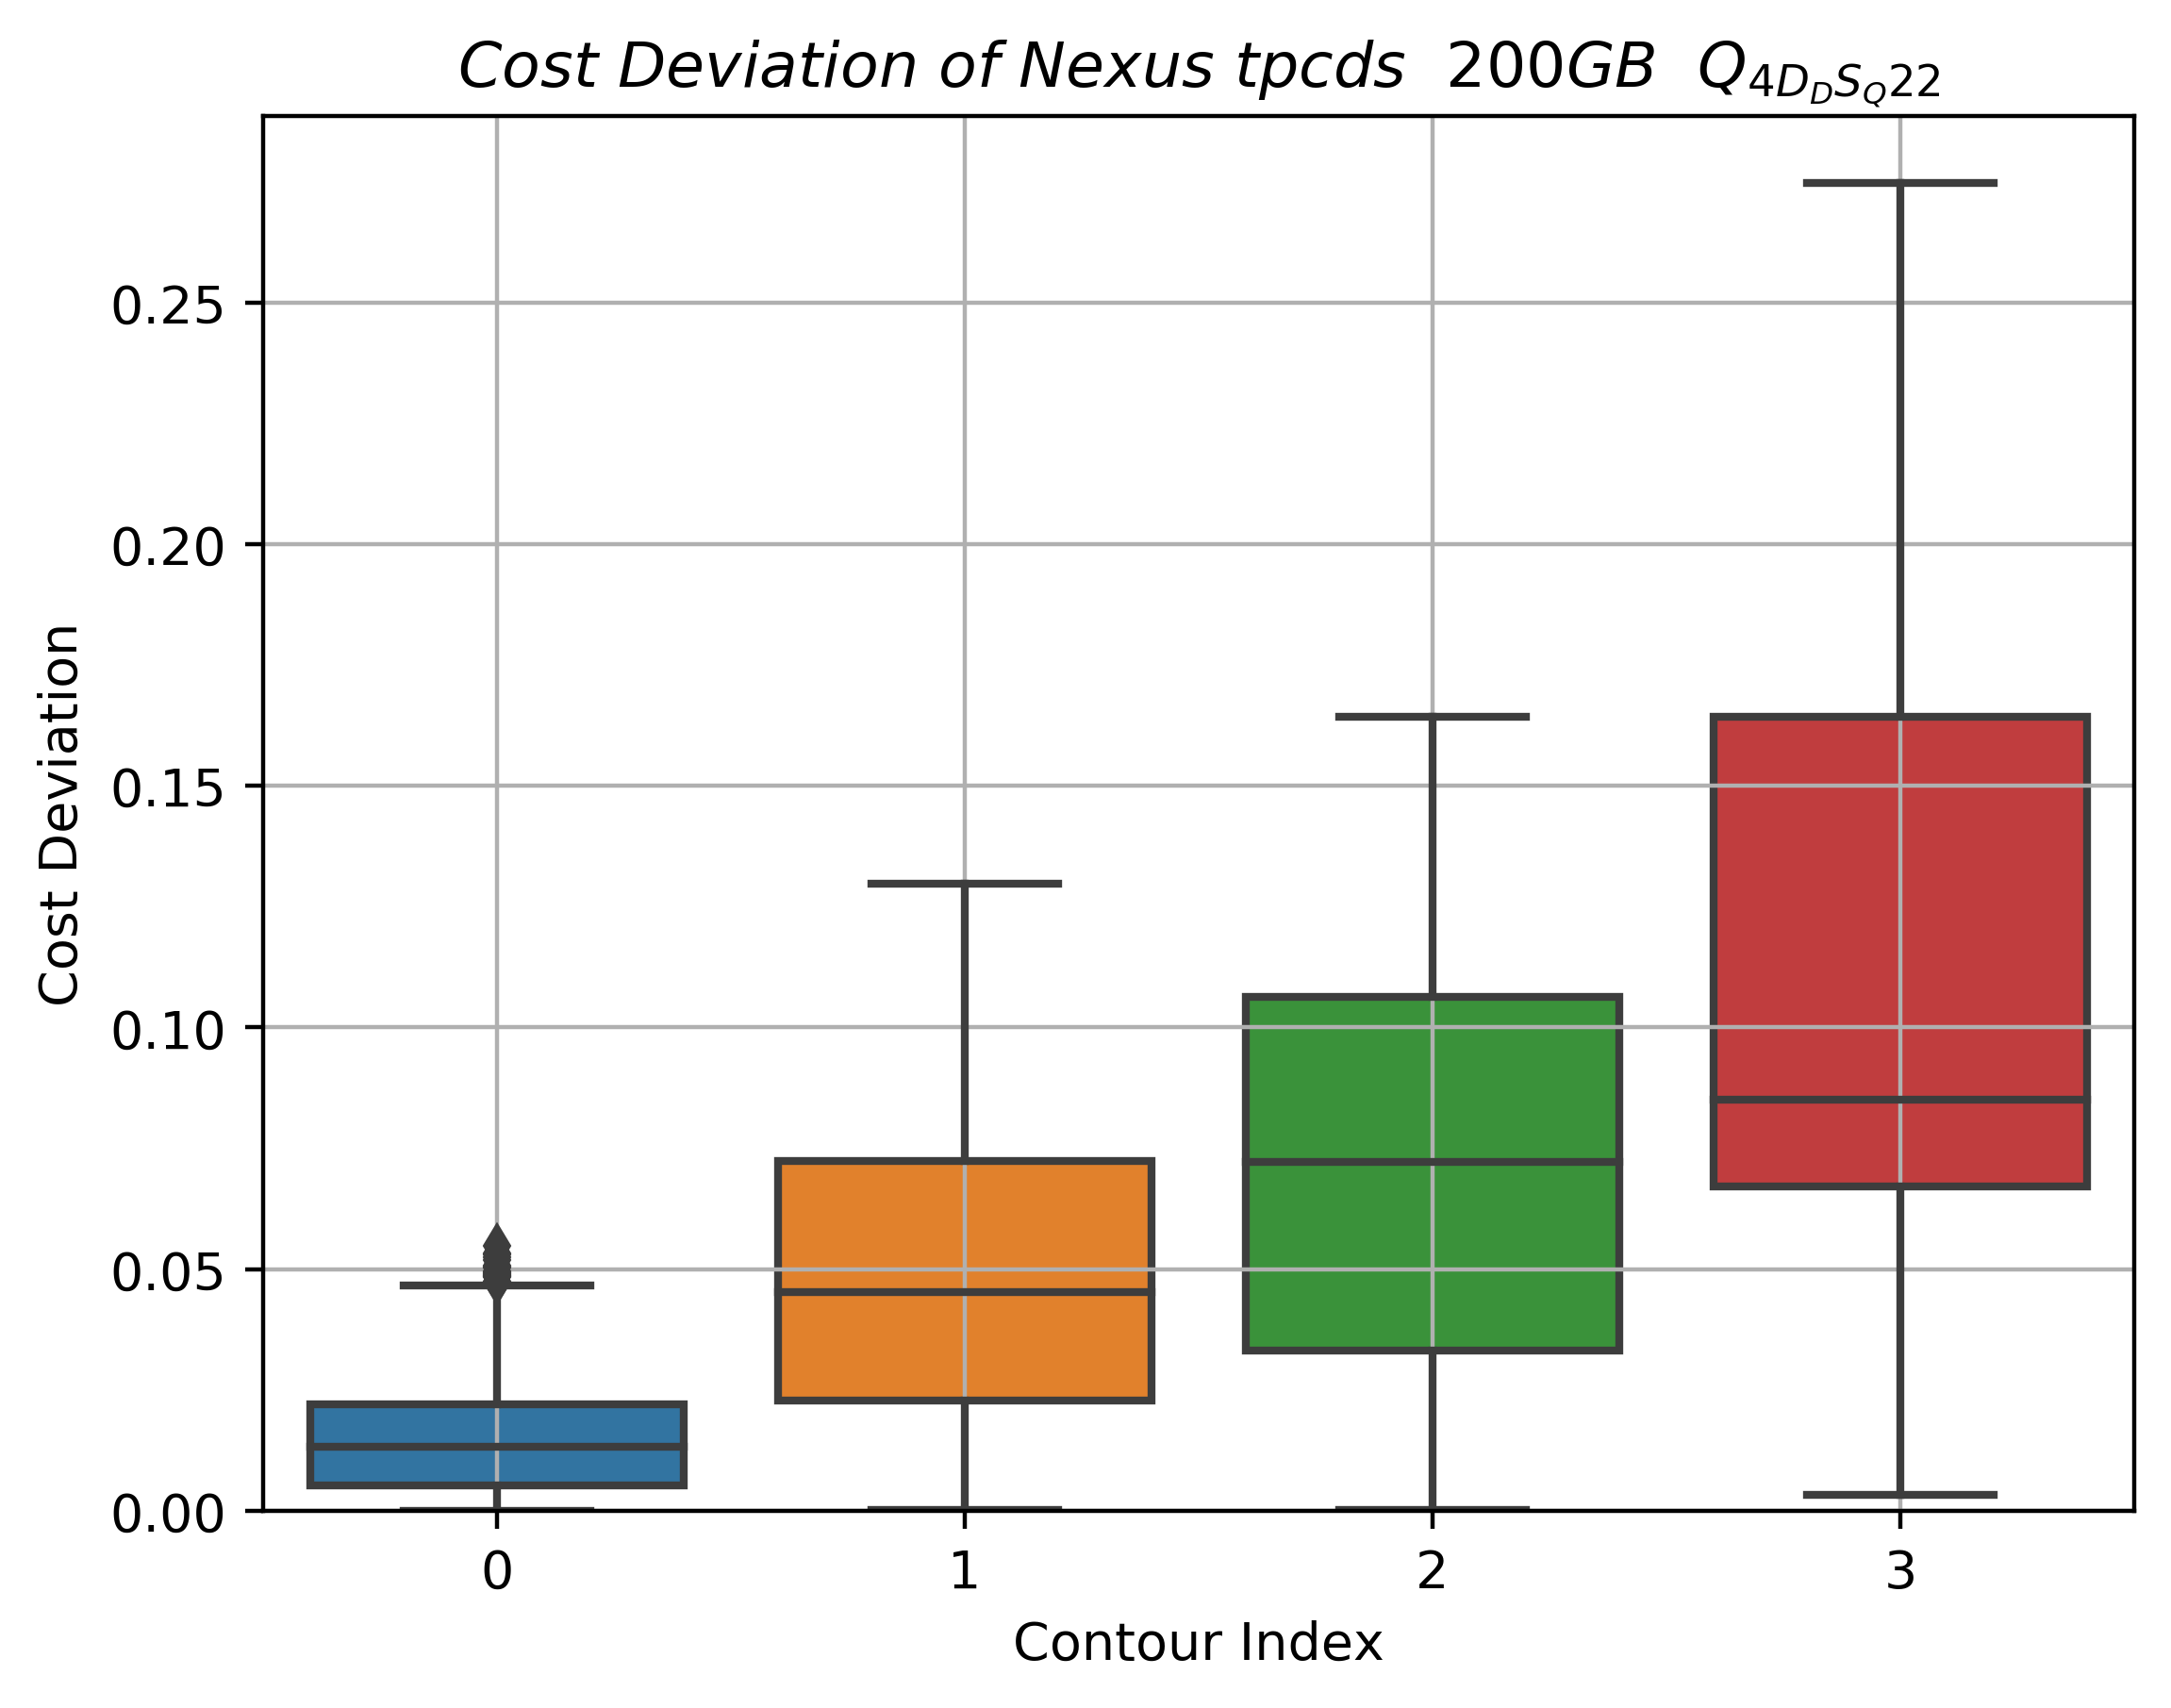 Cost Deviation of Nexus tpcds 200GB Q4DDSQ22
0.25
0.20
0.15
0.10
0.05
0.00
Cost Deviation
0 1 2 3
Contour Index